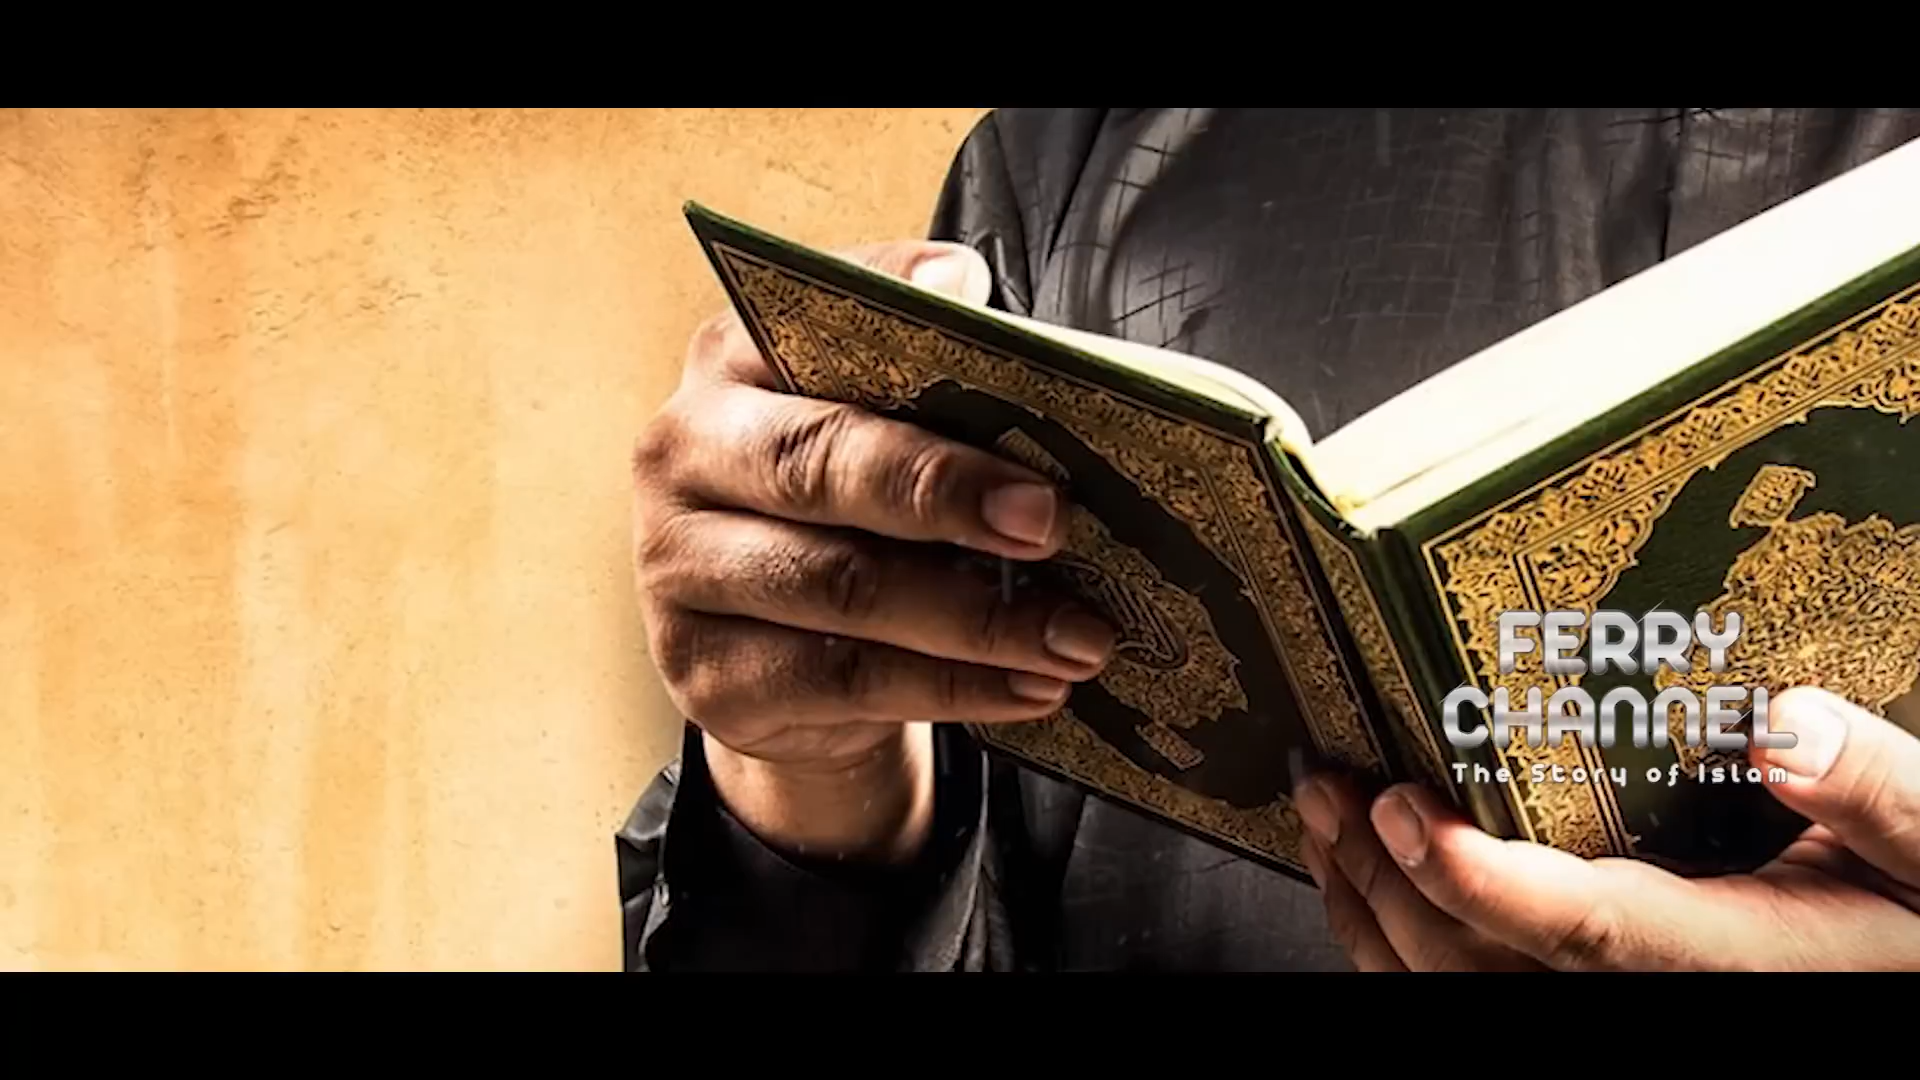 FERRY
CHANNEL
The Story of Islam